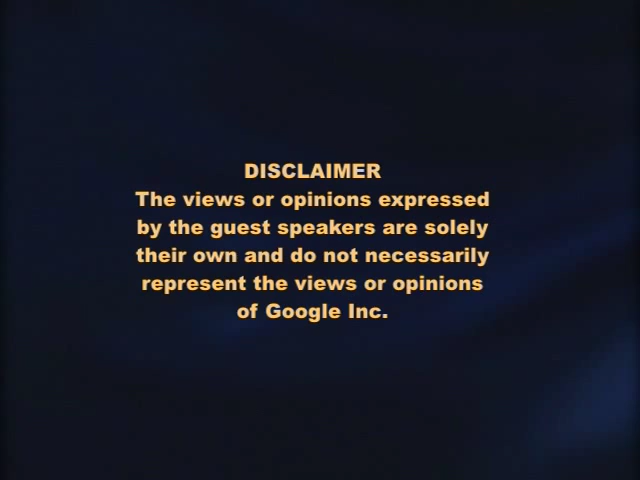 DISCLAIMER
The views or opinions expressed
by the guest speakers are solely
their own and do not necessarily
represent the views or opinions
of Google Inc.